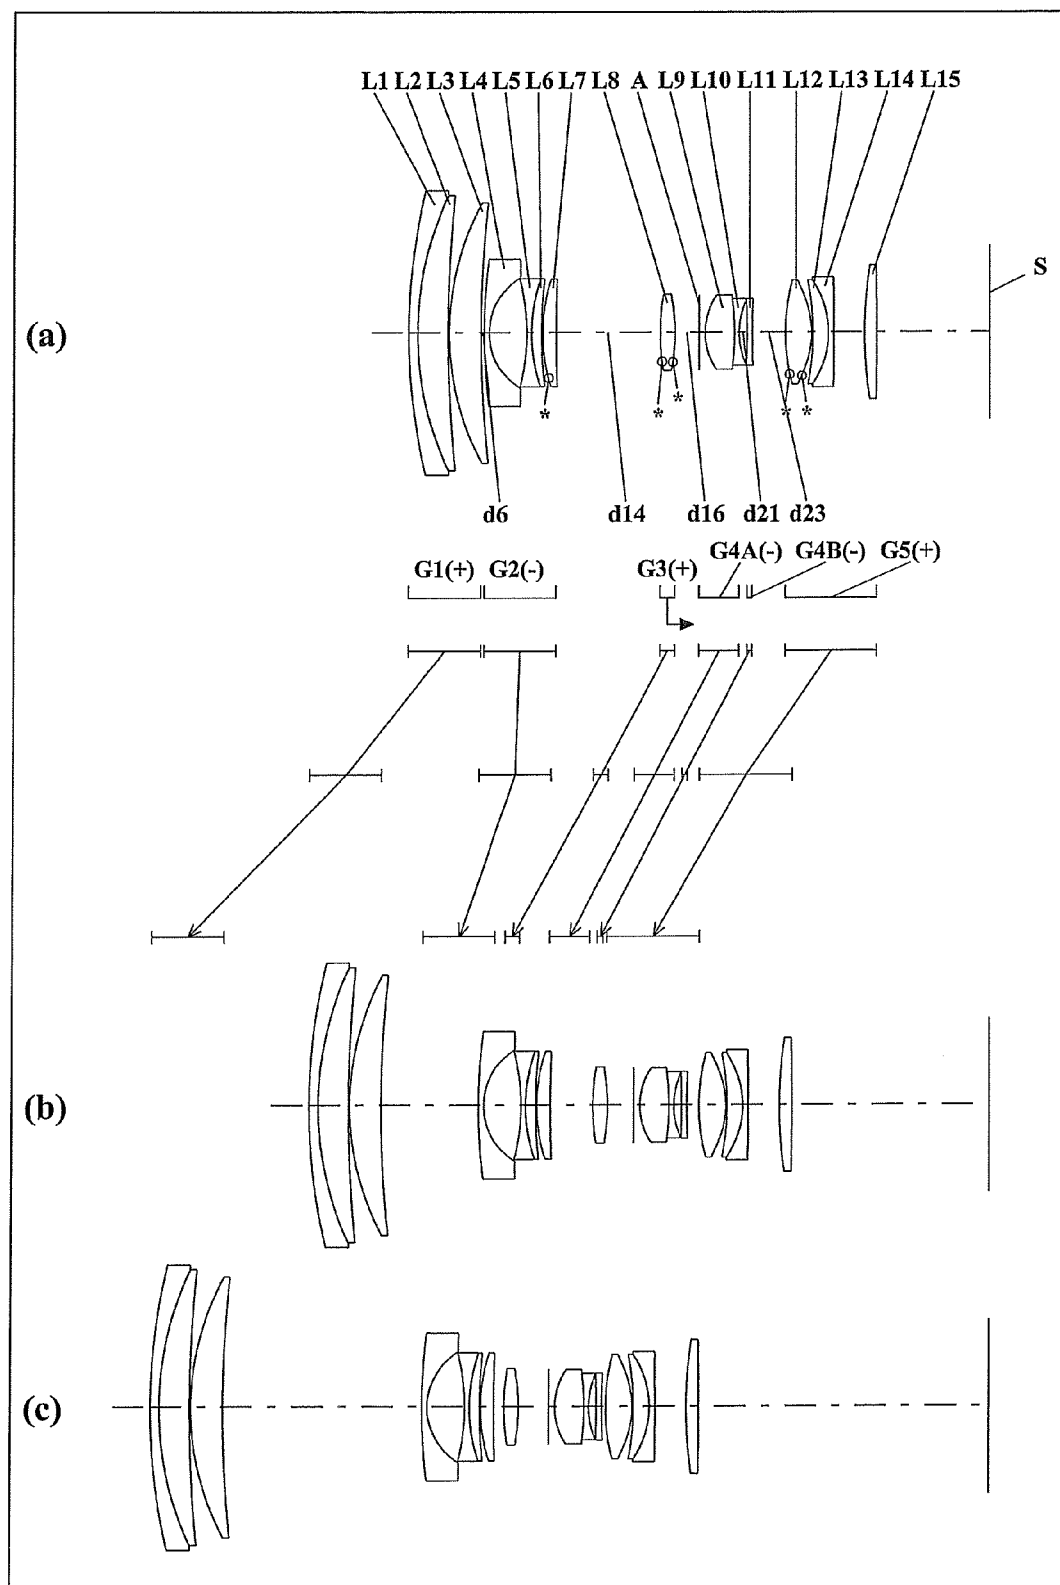 L1 L2 L3 L4 L5 L6 L7 L8 A L9 L10 L11 L12 L13 L14 L15
S
(a)
* * * * *
d6 d14 d16 d21 d23
G1(+) G2(-) G3(+) G4A(-) G4B(-) G5(+)
(b)
(c)